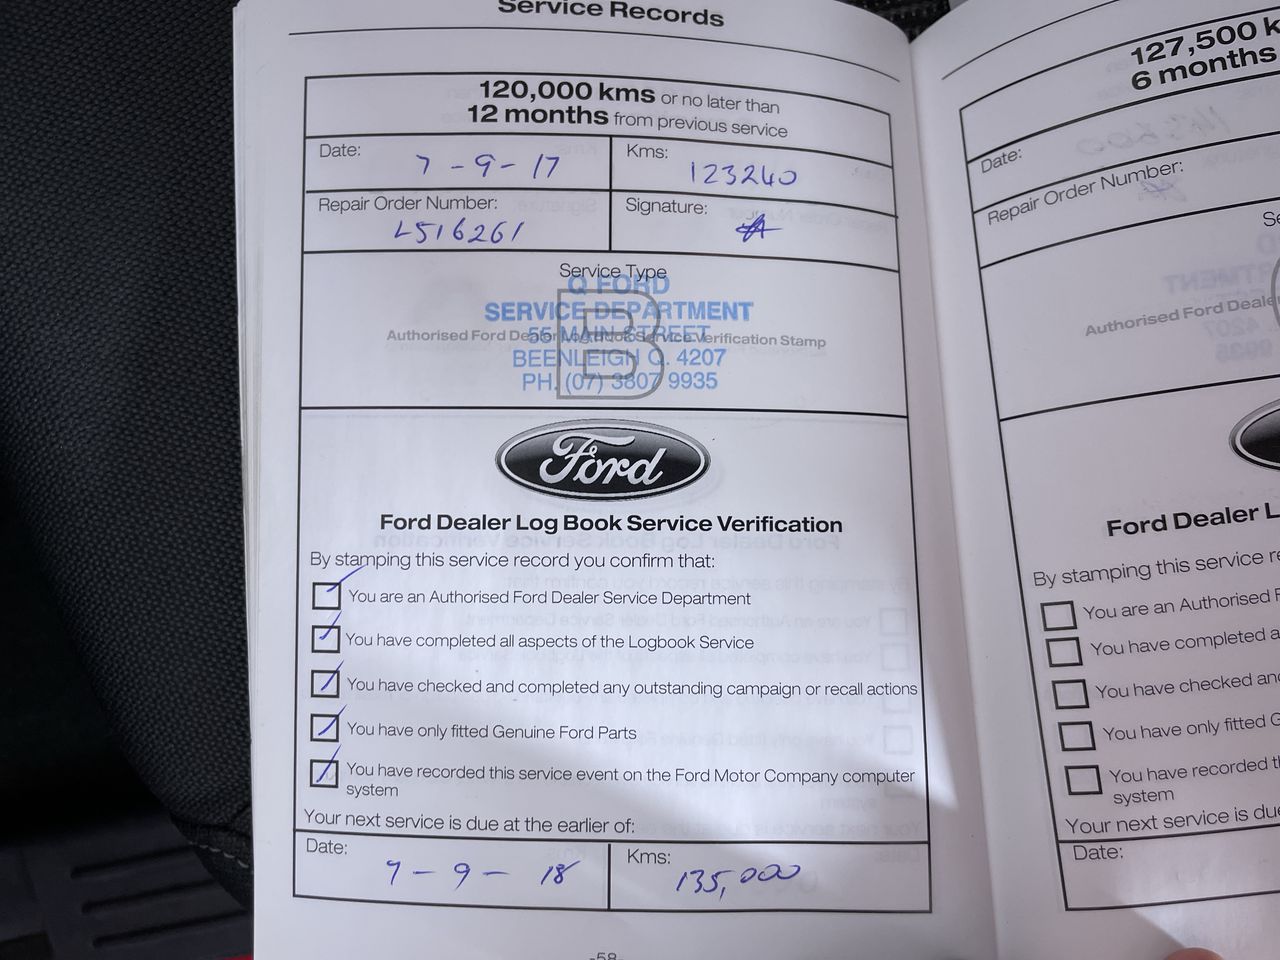 Service Records
120,000 kms or no later than
12 months from previous service
Date: 7-9-17 Kms: 123240
Repair Order Number: L516261 Signature:
Service Type
B
Authorised Ford Dealer Log Book Service Verification Stamp
Q FORD
SERVICE DEPARTMENT
55 MAIN STREET
BEENLEIGH Q. 4207
PH. (07) 3807 9935
Ford
Ford Dealer Log Book Service Verification
By stamping this service record you confirm that:
You are an Authorised Ford Dealer Service Department
You have completed all aspects of the Logbook Service
You have checked and completed any outstanding campaign or recall actions
You have only fitted Genuine Ford Parts
You have recorded this service event on the Ford Motor Company computer
system
Your next service is due at the earlier of:
Date: 7-9-18 Kms: 135,000
-58-
127,500 k
6 months
Date:
Repair Order Number:
Se
Authorised Ford Deale
Ford Dealer L
By stamping this service re
You are an Authorised F
You have completed a
You have checked and
You have only fitted G
You have recorded th
system
Your next service is du
Date: